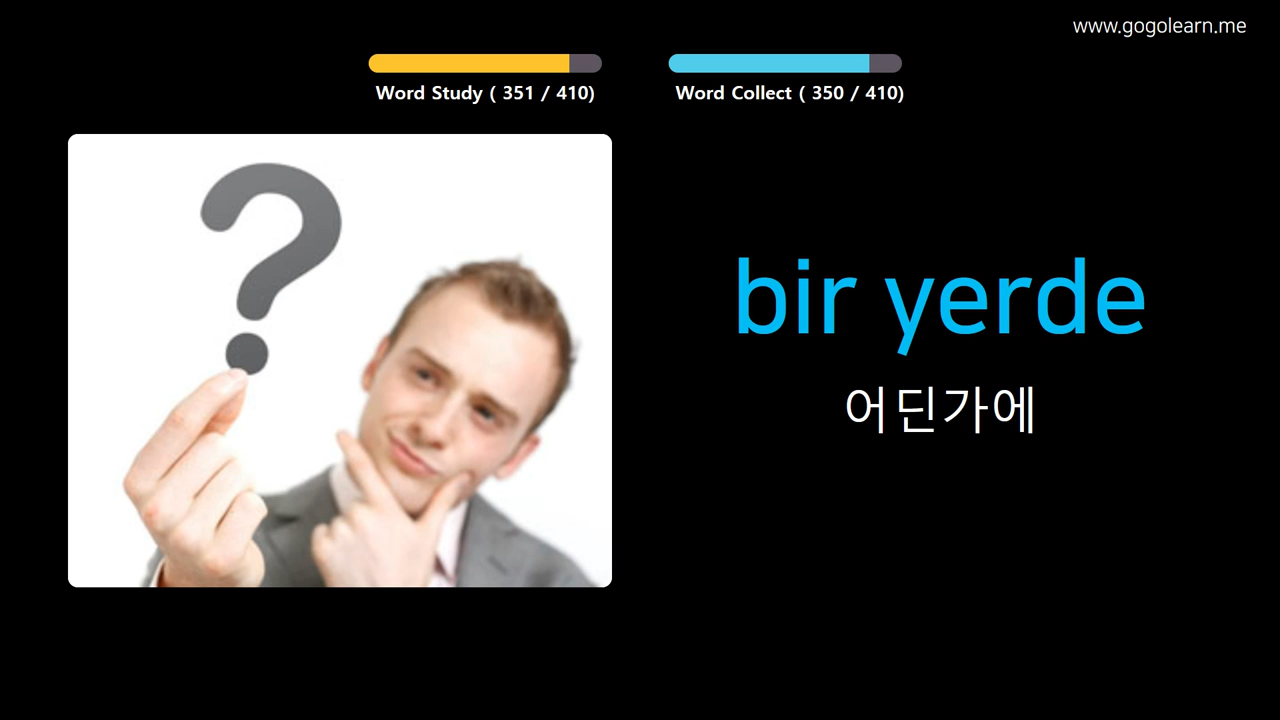 www.gogolearn.me
Word Study ( 351 / 410)
Word Collect ( 350 / 410)
?
bir yerde
어딘가에